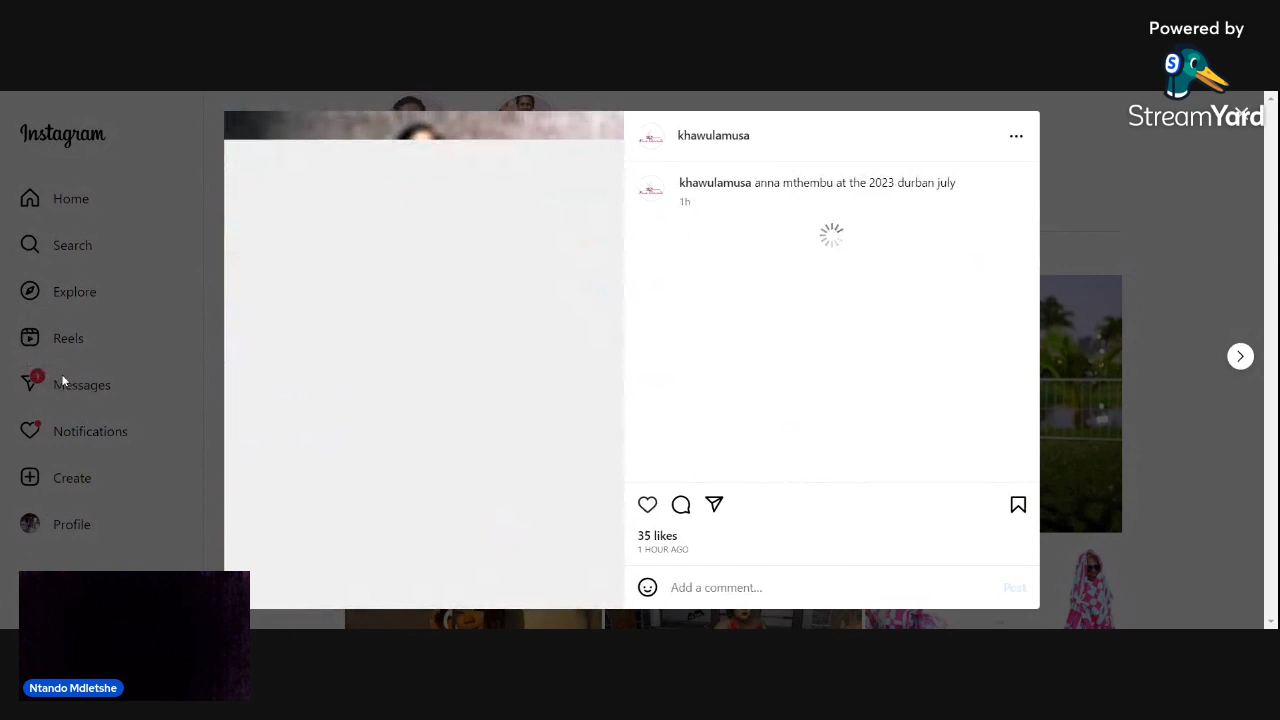 Powered by
StreamYard
Instagram
Home
Search
Explore
Reels
1
Messages
Notifications
Create
Profile
khawulamusa
khawulamusa anna mthembu at the 2023 durban july
1h
35 likes
1 HOUR AGO
Add a comment...
Post
Ntando Mdletshe